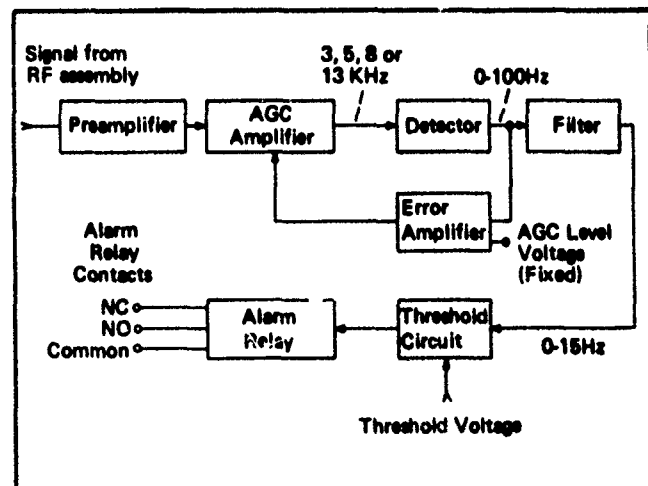 Signal from
RF assembly
3, 5, 8 or
13 KHz
0-100Hz
Preamplifier
AGC
Amplifier
Detector
Filter
Error
Amplifier
AGC Level
Voltage
(Fixed)
Alarm
Relay
Contacts
NC
NO
Common
Alarm
Relay
Threshold
Circuit
0-15Hz
Threshold Voltage